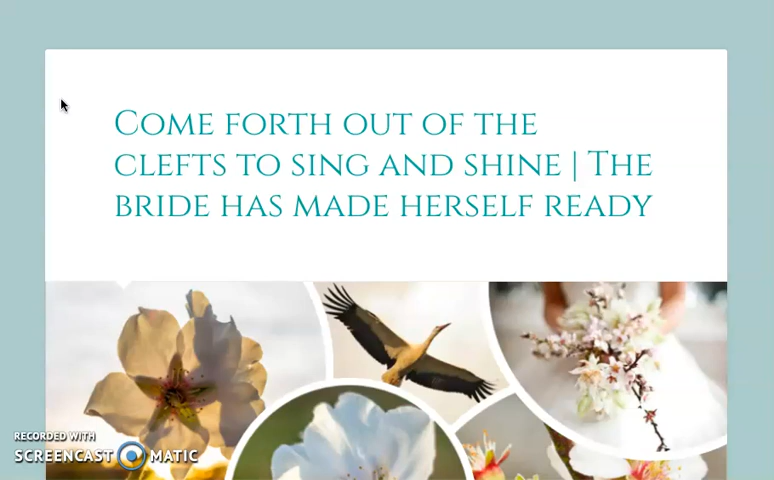 Come forth out of the
clefts to sing and shine | The
bride has made herself ready
RECORDED WITH
SCREENCAST MATIC